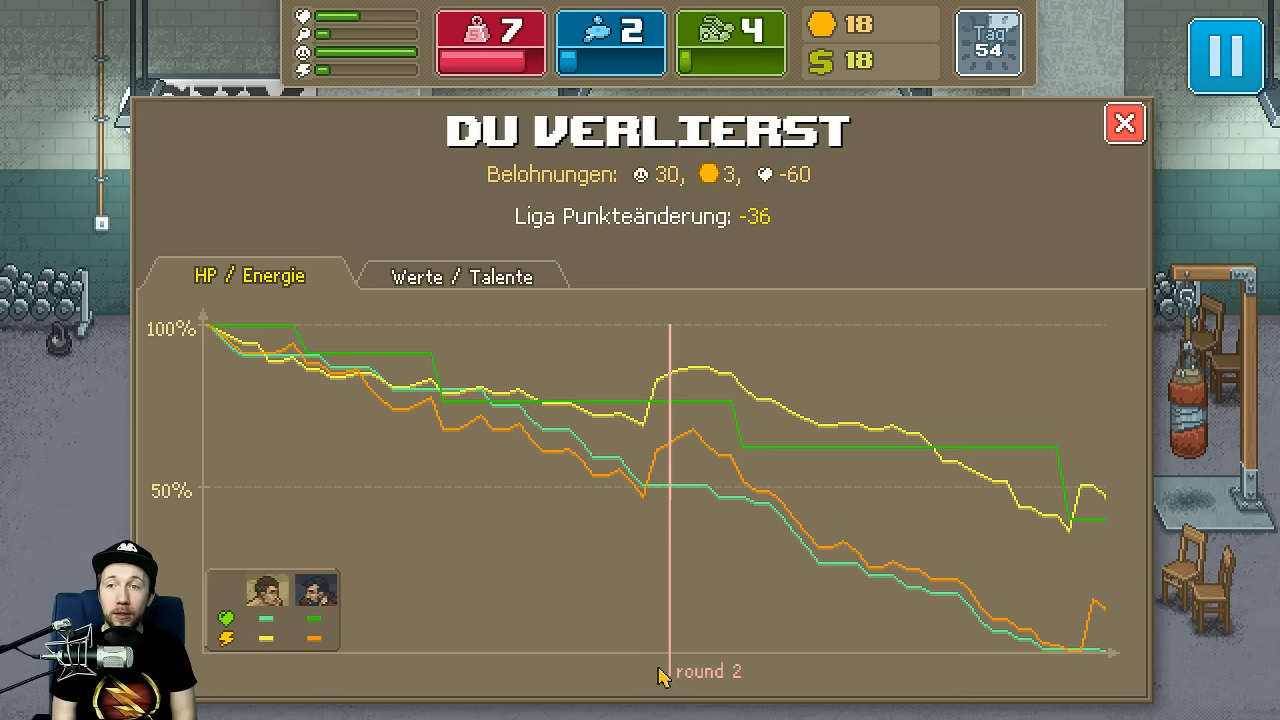 7
2
4
18
18
Tag
54
DU VERLIERST
Belohnungen: 30, 3, -60
Liga Punkteänderung: -36
HP / Energie
Werte / Talente
100%
50%
round 2